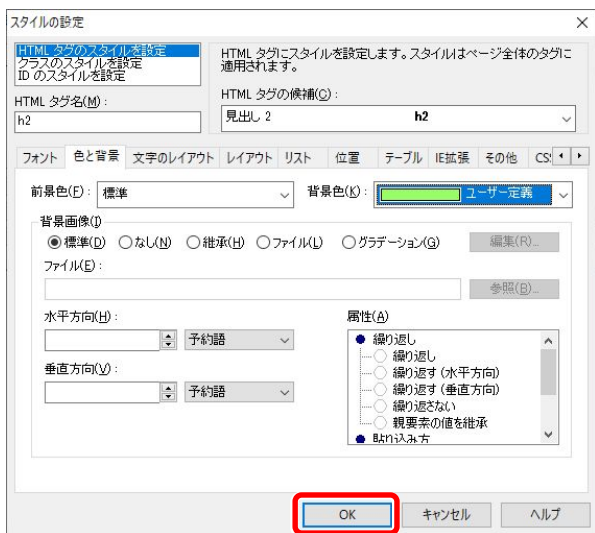 スタイルの設定
HTML タグのスタイルを設定
クラスのスタイルを設定
ID のスタイルを設定
HTML タグにスタイルを設定します。スタイルはページ全体のタグに
適用されます。
HTML タグ名(M):
h2
HTML タグの候補(C):
見出し 2 h2
フォント 色と背景 文字のレイアウト レイアウト リスト 位置 テーブル IE拡張 その他 CS
前景色(F): 標準 背景色(K): ユーザー定義
背景画像(I)
標準(D) なし(N) 継承(H) ファイル(L) グラデーション(G) 編集(R)...
ファイル(E):
参照(B)...
水平方向(H):
予約語
垂直方向(V):
予約語
属性(A)
繰り返し
繰り返し
繰り返す(水平方向)
繰り返す(垂直方向)
繰り返さない
親要素の値を継承
貼り込み方
OK キャンセル ヘルプ